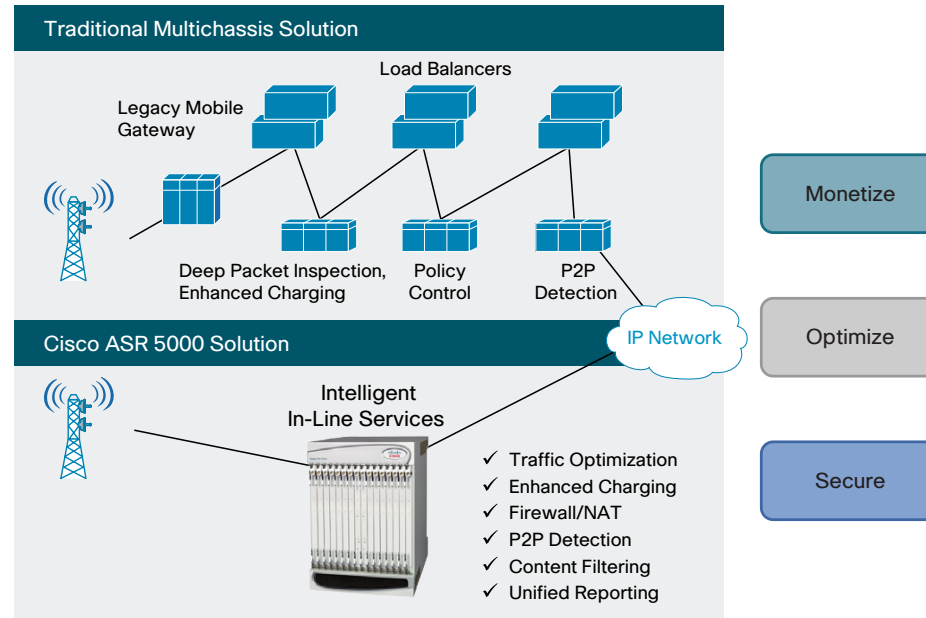 Traditional Multichassis Solution
Load Balancers
Legacy Mobile
Gateway
Deep Packet Inspection,
Enhanced Charging
Policy
Control
P2P
Detection
IP Network
Cisco ASR 5000 Solution
Intelligent
In-Line Services
✓ Traffic Optimization
✓ Enhanced Charging
✓ Firewall/NAT
✓ P2P Detection
✓ Content Filtering
✓ Unified Reporting
Monetize
Optimize
Secure